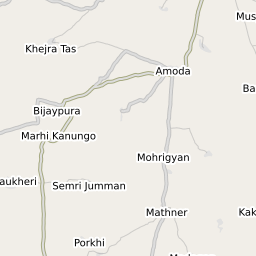 Khejra Tas
Amoda
Bijaypura
Marhi Kanungo
Mohrigyan
Semri Jumman
Mathner
Porkhi